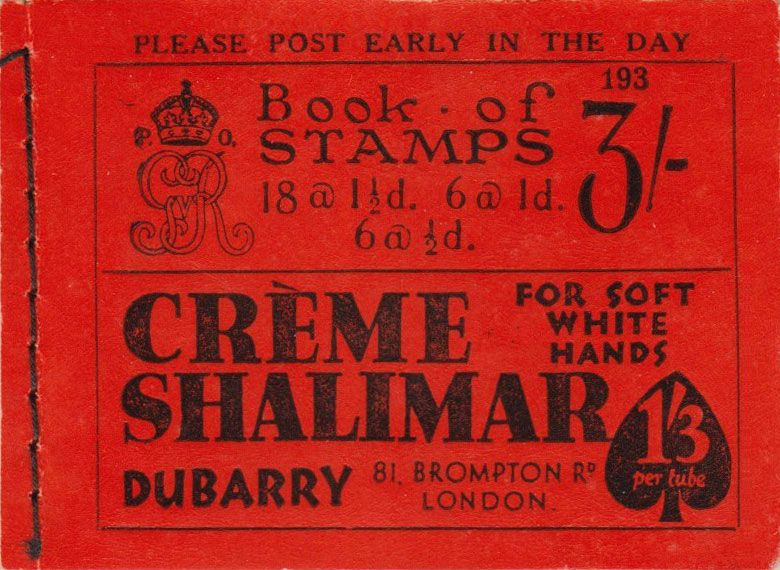 PLEASE POST EARLY IN THE DAY
193
P. O.
GvR
Book · of
STAMPS
3/-
18 @ 1½d. 6 @ 1d.
6 @ ½d.
CRÈME
SHALIMAR
FOR SOFT
WHITE
HANDS
1'3
per tube
DUBARRY
81, BROMPTON RD
LONDON.